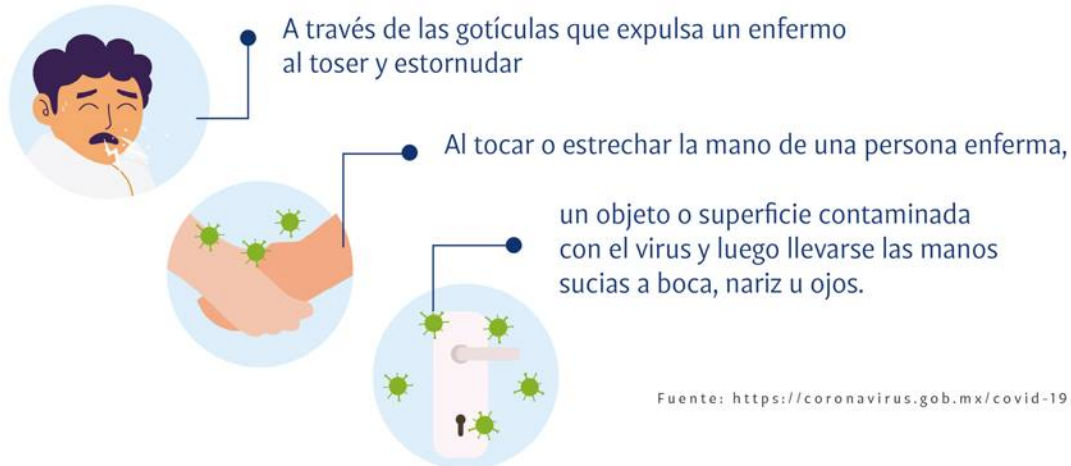 A través de las gotículas que expulsa un enfermo
al toser y estornudar
Al tocar o estrechar la mano de una persona enferma,
un objeto o superficie contaminada
con el virus y luego llevarse las manos
sucias a boca, nariz u ojos.
Fuente: https://coronavirus.gob.mx/covid-19